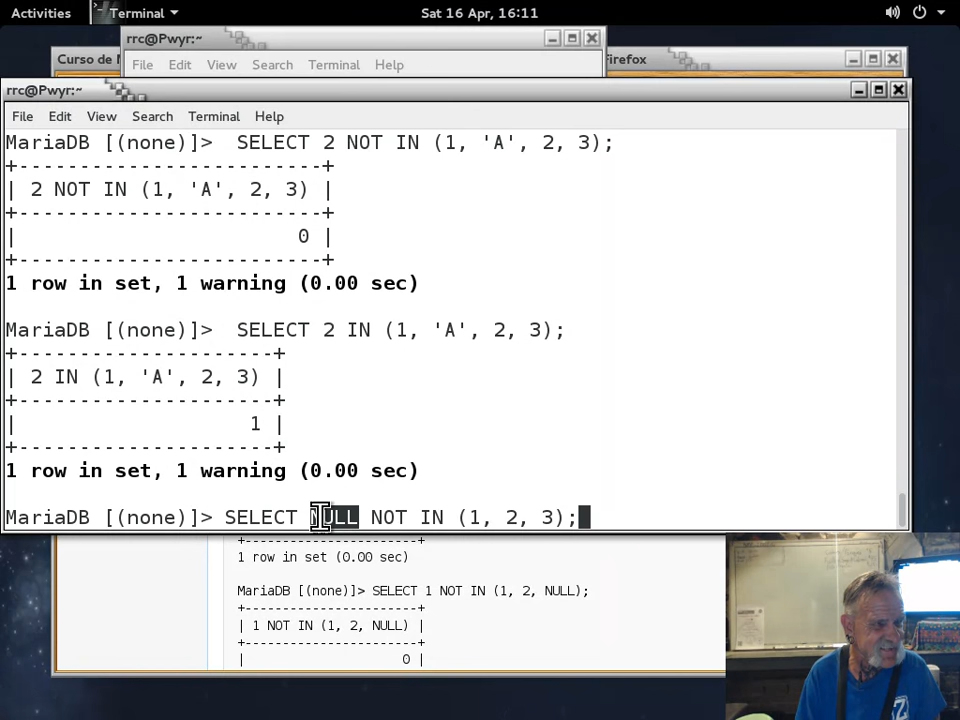 Activities Terminal Sat 16 Apr, 16:11
rrc@Pwyr:~
File Edit View Search Terminal Help
Curso de
Firefox
rrc@Pwyr:~
File Edit View Search Terminal Help
MariaDB [(none)]>  SELECT 2 NOT IN (1, 'A', 2, 3);
+-------------------------+
| 2 NOT IN (1, 'A', 2, 3) |
+-------------------------+
|                       0 |
+-------------------------+
1 row in set, 1 warning (0.00 sec)
MariaDB [(none)]>  SELECT 2 IN (1, 'A', 2, 3);
+---------------------+
| 2 IN (1, 'A', 2, 3) |
+---------------------+
|                   1 |
+---------------------+
1 row in set, 1 warning (0.00 sec)
MariaDB [(none)]> SELECT NULL NOT IN (1, 2, 3);
+---------------------+
1 row in set (0.00 sec)
MariaDB [(none)]> SELECT 1 NOT IN (1, 2, NULL);
+---------------------+
| 1 NOT IN (1, 2, NULL) |
+---------------------+
| 0 |